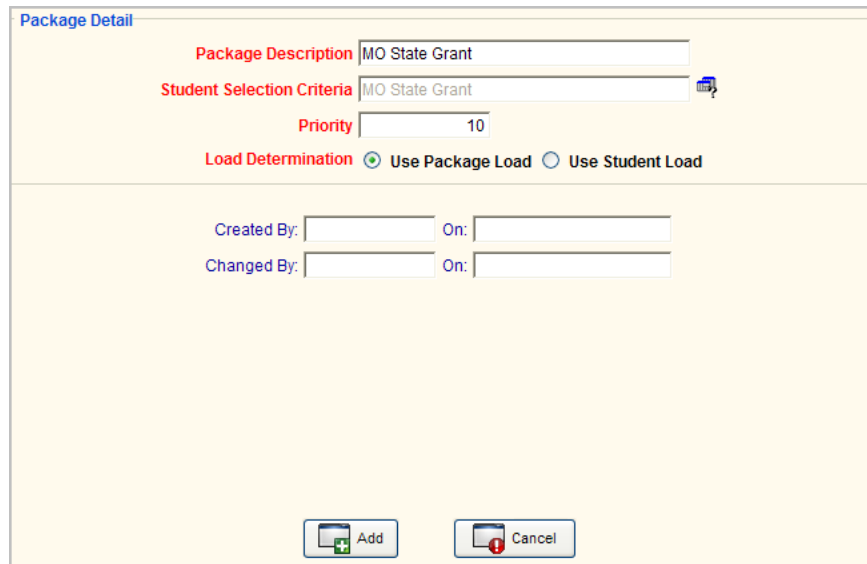 Package Detail
Package Description MO State Grant
Student Selection Criteria MO State Grant
Priority 10
Load Determination Use Package Load Use Student Load
Created By: On:
Changed By: On:
Add Cancel